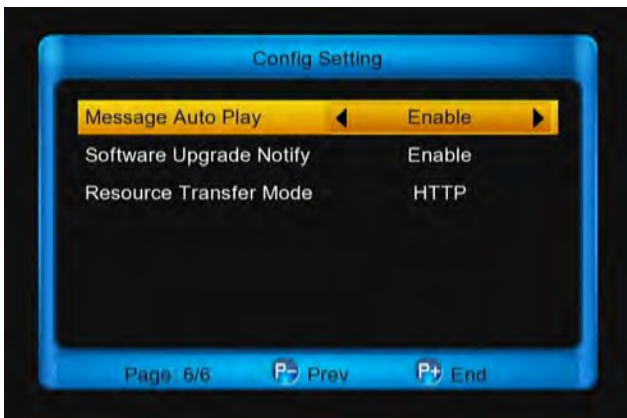 Config Setting
Message Auto Play Enable
Software Upgrade Notify Enable
Resource Transfer Mode HTTP
Page: 6/6 P- Prev P+ End